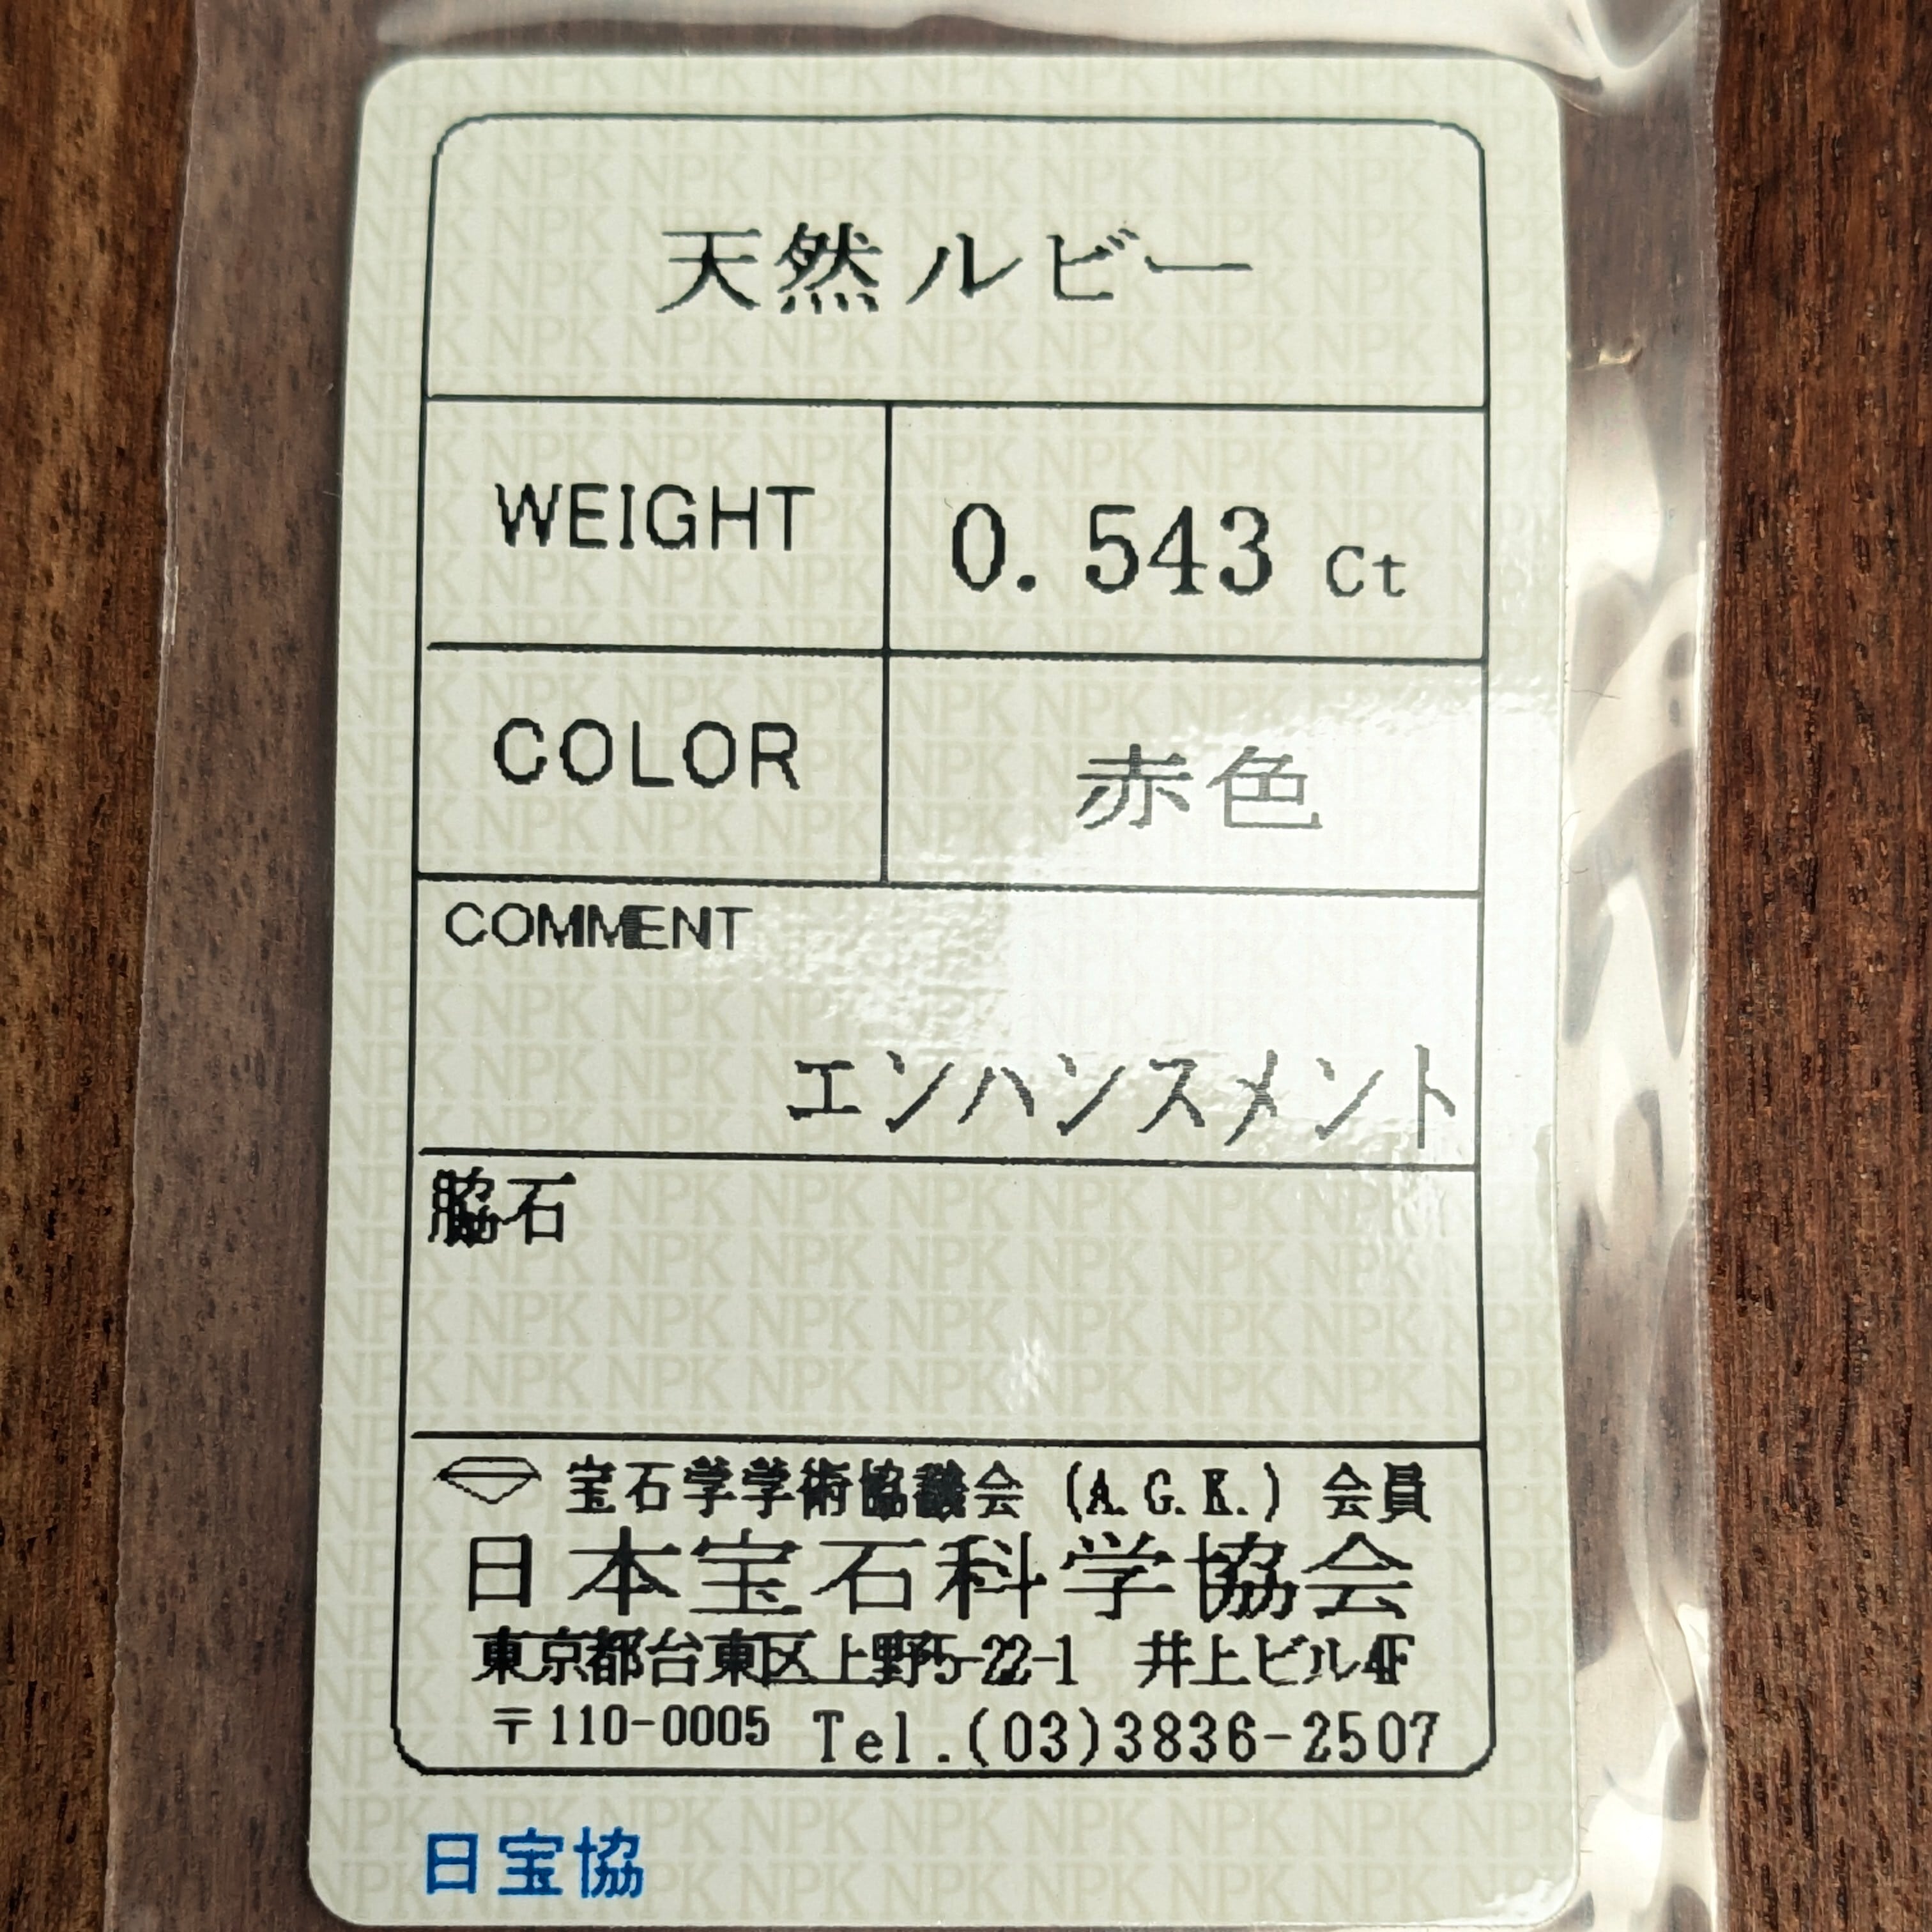 天然ルビー
WEIGHT 0.543 Ct
COLOR 赤色
COMMENT
エンハンスメント
脇石
宝石学学術協議会 (A.G.K.) 会員
日本宝石科学協会
東京都台東区上野5-22-1 井上ビル4F
〒110-0005 Tel.(03)3836-2507
日宝協